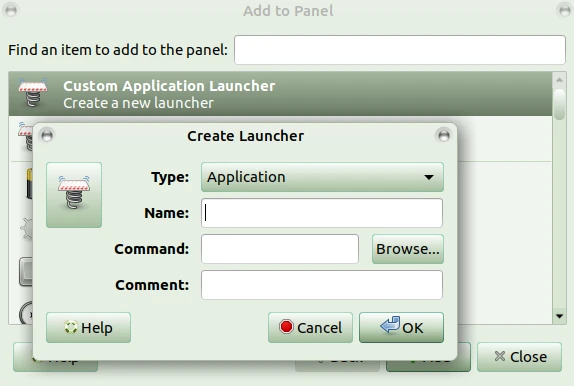 Add to Panel
Find an item to add to the panel:
Custom Application Launcher
Create a new launcher
Create Launcher
Type: Application
Name:
Command: Browse...
Comment:
Help Cancel OK
Close